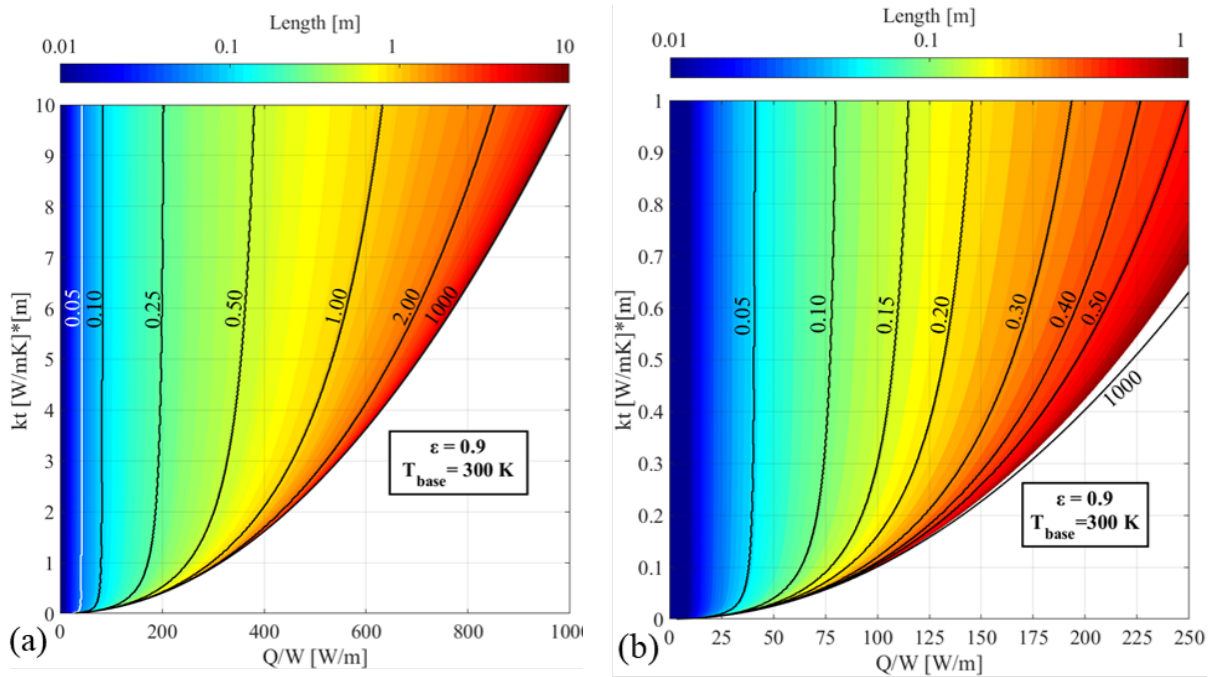 Length [m]
0.01 0.1 1 10
10
9
8
7
6
5
4
3
2
1
0
kt [W/mK]*[m]
0.05 0.10 0.25 0.50 1.00 2.00 1000
ε = 0.9
T_base= 300 K
0 200 400 600 800 1000
Q/W [W/m]
(a)
Length [m]
0.01 0.1 1
1
0.9
0.8
0.7
0.6
0.5
0.4
0.3
0.2
0.1
0
kt [W/mK]*[m]
0.05 0.10 0.15 0.20 0.30 0.40 0.50 1000
ε = 0.9
T_base=300 K
0 25 50 75 100 125 150 175 200 225 250
Q/W [W/m]
(b)